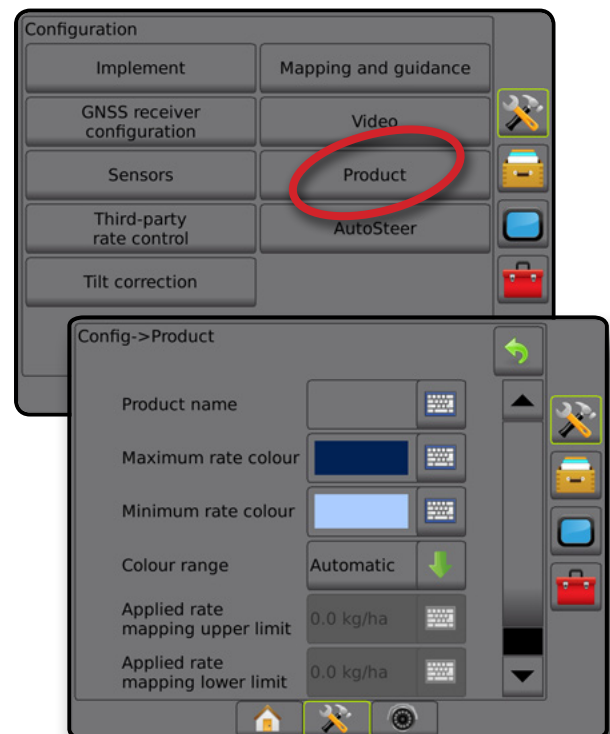 Configuration
Implement
Mapping and guidance
GNSS receiver
configuration
Video
Sensors
Product
Third-party
rate control
AutoSteer
Tilt correction
Config->Product
Product name
Maximum rate colour
Minimum rate colour
Colour range
Automatic
Applied rate
mapping upper limit
0.0 kg/ha
Applied rate
mapping lower limit
0.0 kg/ha